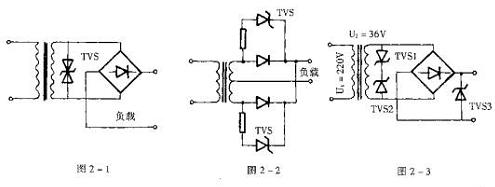 TVS
负载
图 2-1
TVS
负载
TVS
图 2-2
U₂ = 36V
U₁ = 220V
TVS1
TVS2
TVS3
图 2-3